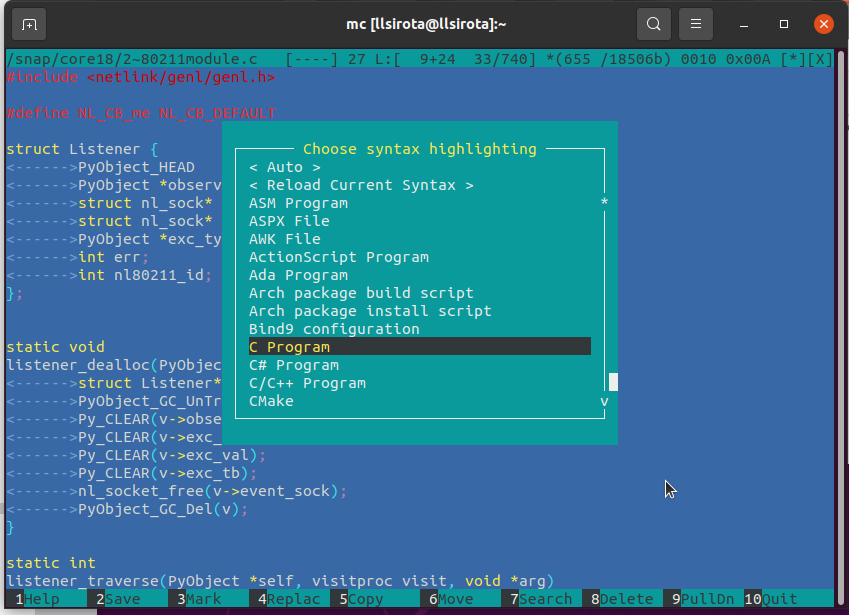 mc [llsirota@llsirota]:~
/snap/core18/2~80211module.c   [----] 27 L:[  9+24  33/740] *(655 /18506b) 0010 0x00A [*][X]
#include <netlink/genl/genl.h>
#define NL_CB_me NL_CB_DEFAULT
struct Listener {
<------>PyObject_HEAD
<------>PyObject *observ
<------>struct nl_sock*
<------>struct nl_sock*
<------>PyObject *exc_ty
<------>int err;
<------>int nl80211_id;
};
static void
listener_dealloc(PyObjec
<------>struct Listener*
<------>PyObject_GC_UnTr
<------>Py_CLEAR(v->obse
<------>Py_CLEAR(v->exc_
<------>Py_CLEAR(v->exc_val);
<------>Py_CLEAR(v->exc_tb);
<------>nl_socket_free(v->event_sock);
<------>PyObject_GC_Del(v);
}
static int
listener_traverse(PyObject *self, visitproc visit, void *arg)
Choose syntax highlighting
< Auto >
< Reload Current Syntax >
ASM Program
ASPX File
AWK File
ActionScript Program
Ada Program
Arch package build script
Arch package install script
Bind9 configuration
C Program
C# Program
C/C++ Program
CMake
1Help 2Save 3Mark 4Replac 5Copy 6Move 7Search 8Delete 9PullDn 10Quit